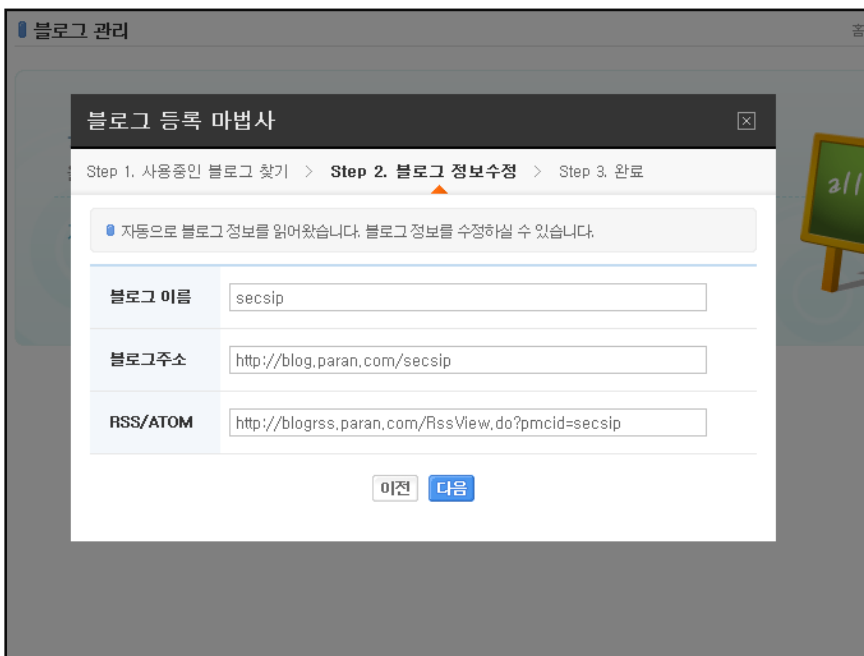 블로그 관리
홈
블로그 등록 마법사
Step 1. 사용중인 블로그 찾기 > Step 2. 블로그 정보수정 > Step 3. 완료
all
자동으로 블로그 정보를 읽어왔습니다. 블로그 정보를 수정하실 수 있습니다.
블로그 이름 secsip
블로그주소 http://blog.paran.com/secsip
RSS/ATOM http://blogrss.paran.com/RssView.do?pmcid=secsip
이전 다음